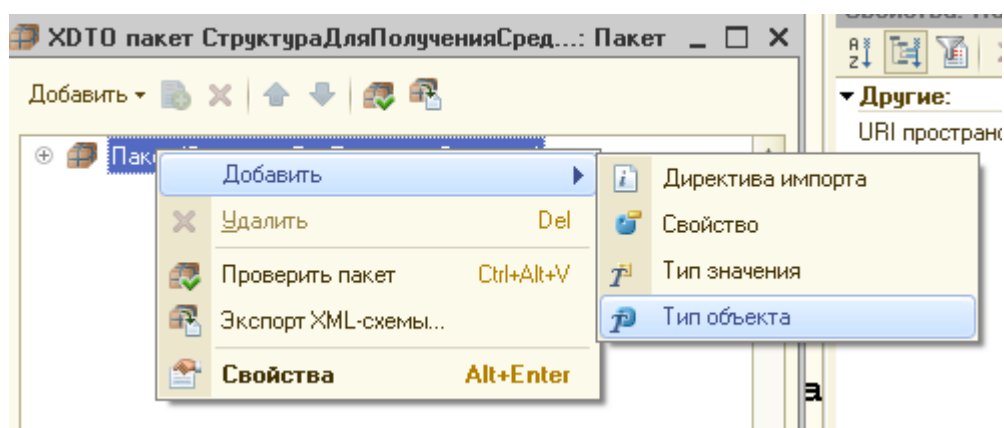 XDTO пакет СтруктураДляПолученияСред...: Пакет
Добавить
Другие:
URI
Добавить
Удалить Del
Проверить пакет Ctrl+Alt+V
Экспорт XML-схемы...
Свойства Alt+Enter
Директива импорта
Свойство
Тип значения
Тип объекта